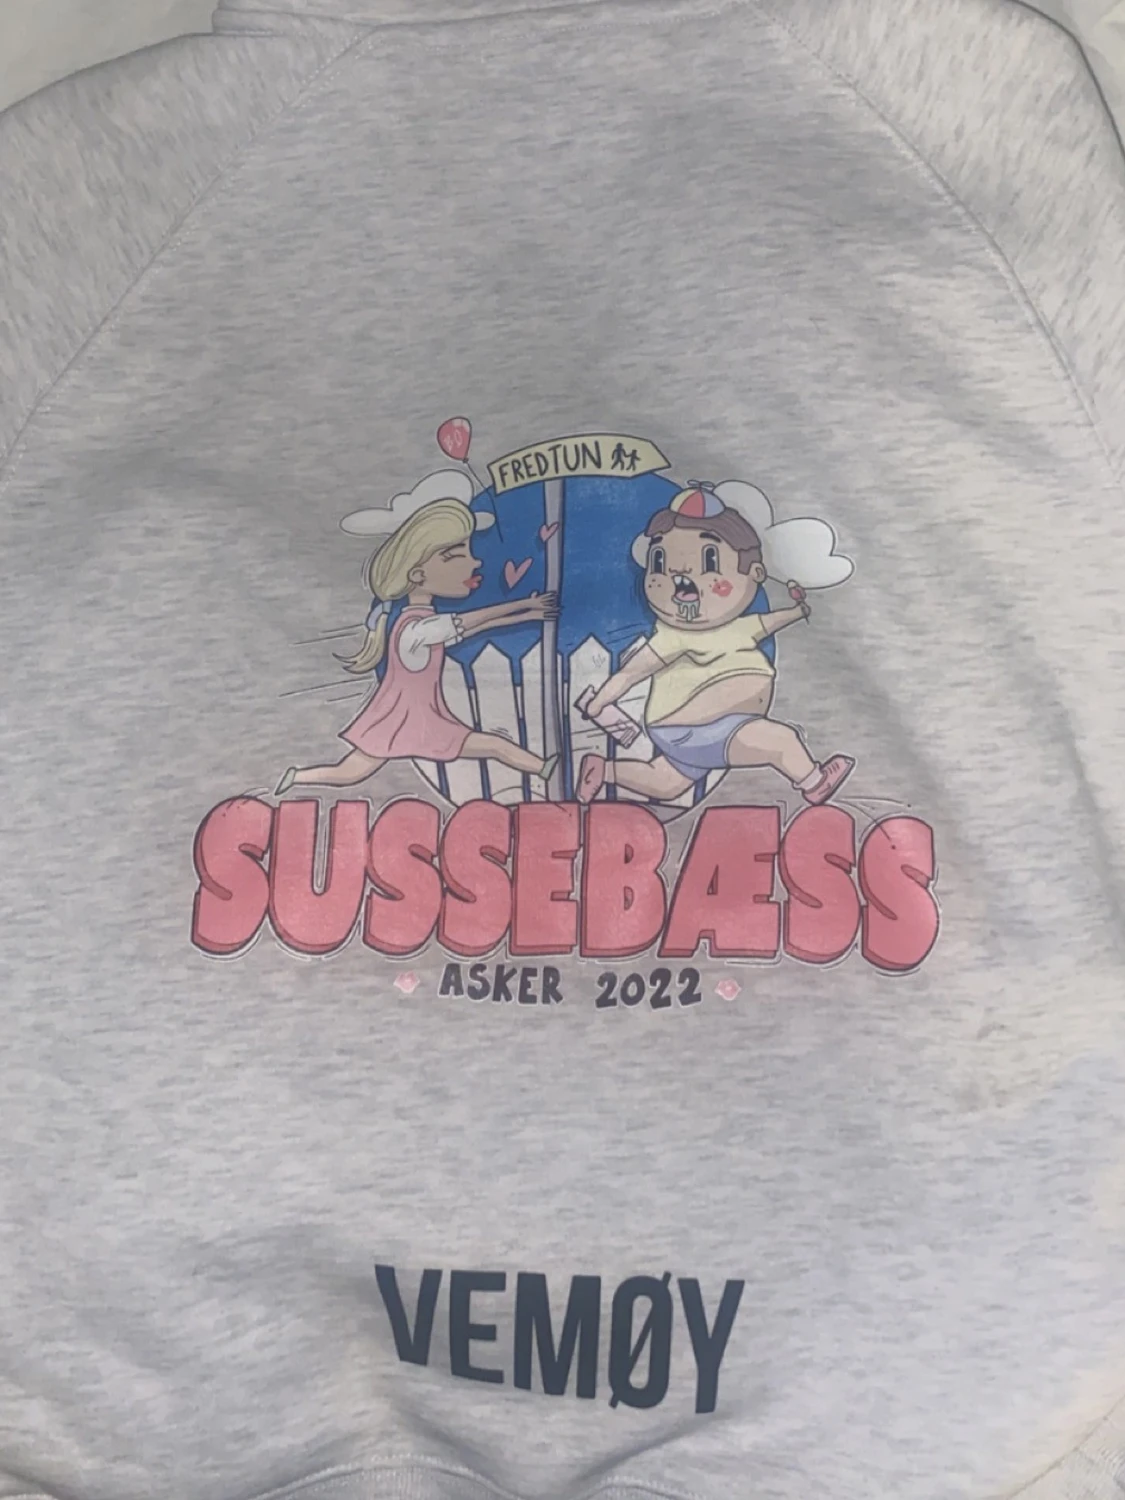 FREDTUN
SUSSEBÆSS
ASKER 2022
VEMØY